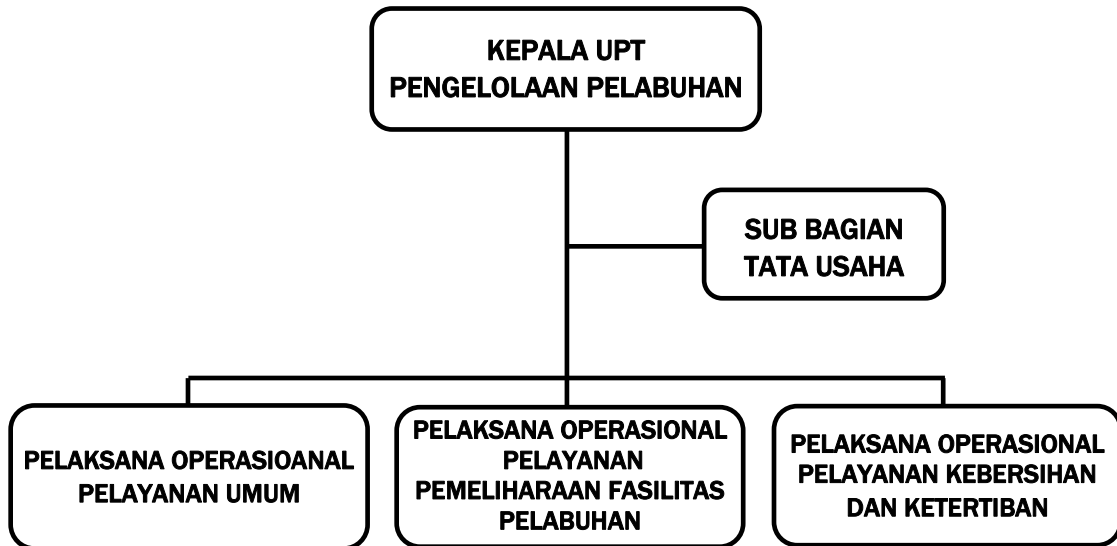 KEPALA UPT
PENGELOLAAN PELABUHAN
SUB BAGIAN
TATA USAHA
PELAKSANA OPERASIOANAL
PELAYANAN UMUM
PELAKSANA OPERASIONAL
PELAYANAN
PEMELIHARAAN FASILITAS
PELABUHAN
PELAKSANA OPERASIONAL
PELAYANAN KEBERSIHAN
DAN KETERTIBAN